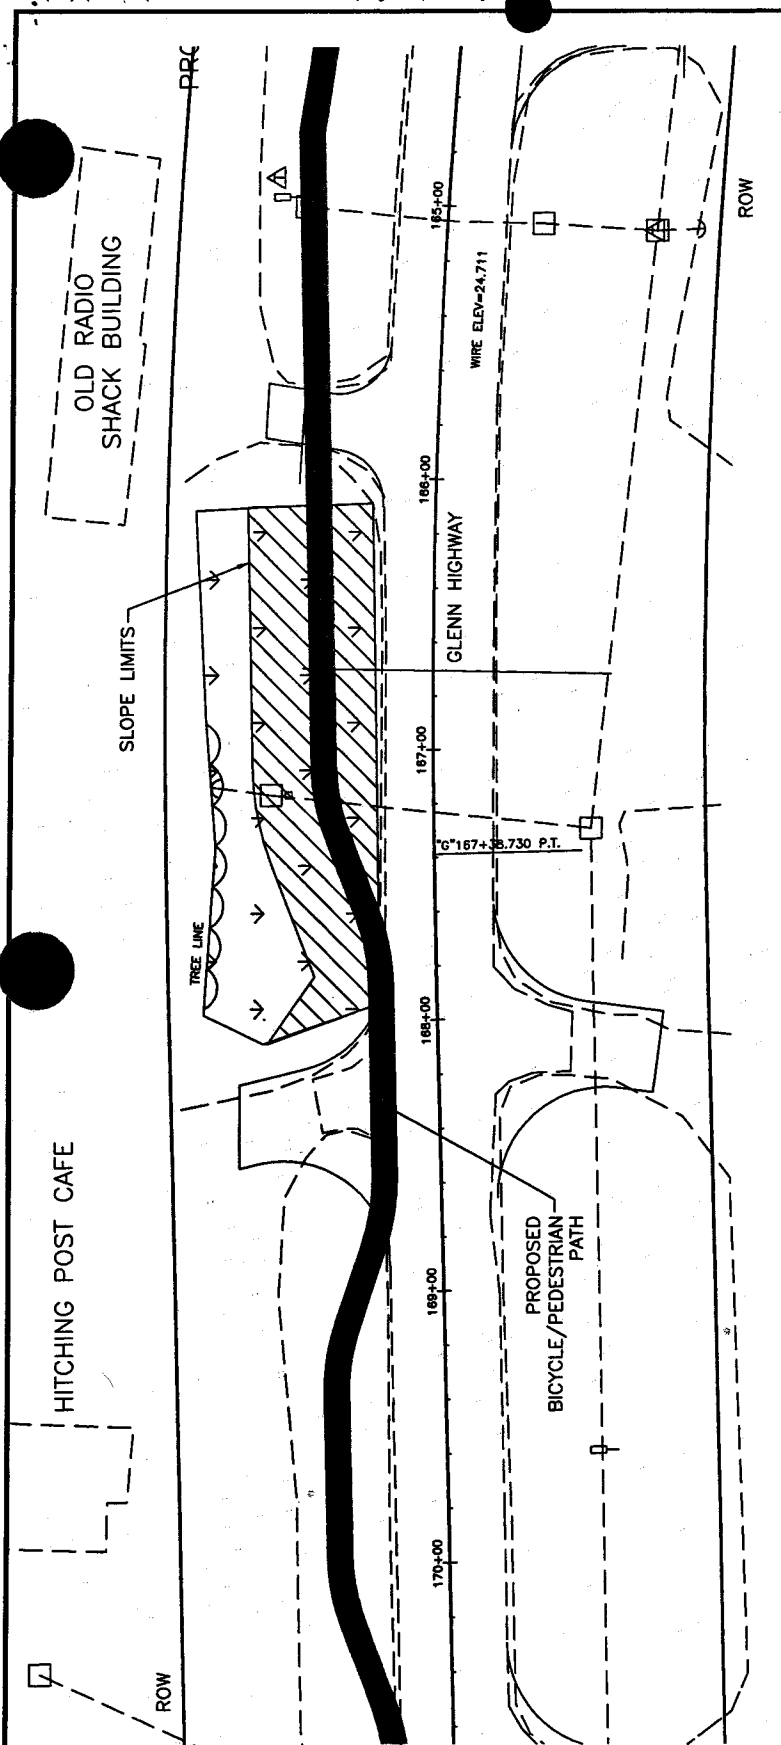 PRO
OLD RADIO
SHACK BUILDING
165+00
ROW
WIRE ELEV=24.711
166+00
GLENN HIGHWAY
SLOPE LIMITS
167+00
"G"167+38.730 P.T.
TREE LINE
168+00
HITCHING POST CAFE
PROPOSED
BICYCLE/PEDESTRIAN
PATH
169+00
170+00
ROW